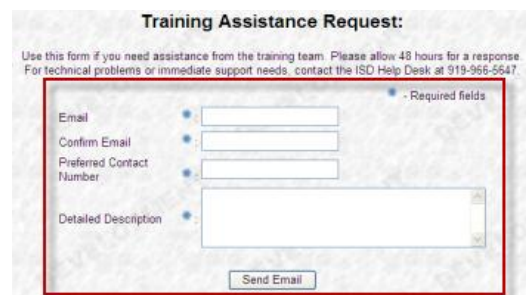 Training Assistance Request:
Use this form if you need assistance from the training team. Please allow 48 hours for a response.
For technical problems or immediate support needs, contact the ISD Help Desk at 919-966-5647.
- Required fields
Email :
Confirm Email :
Preferred Contact
Number :
Detailed Description :
Send Email